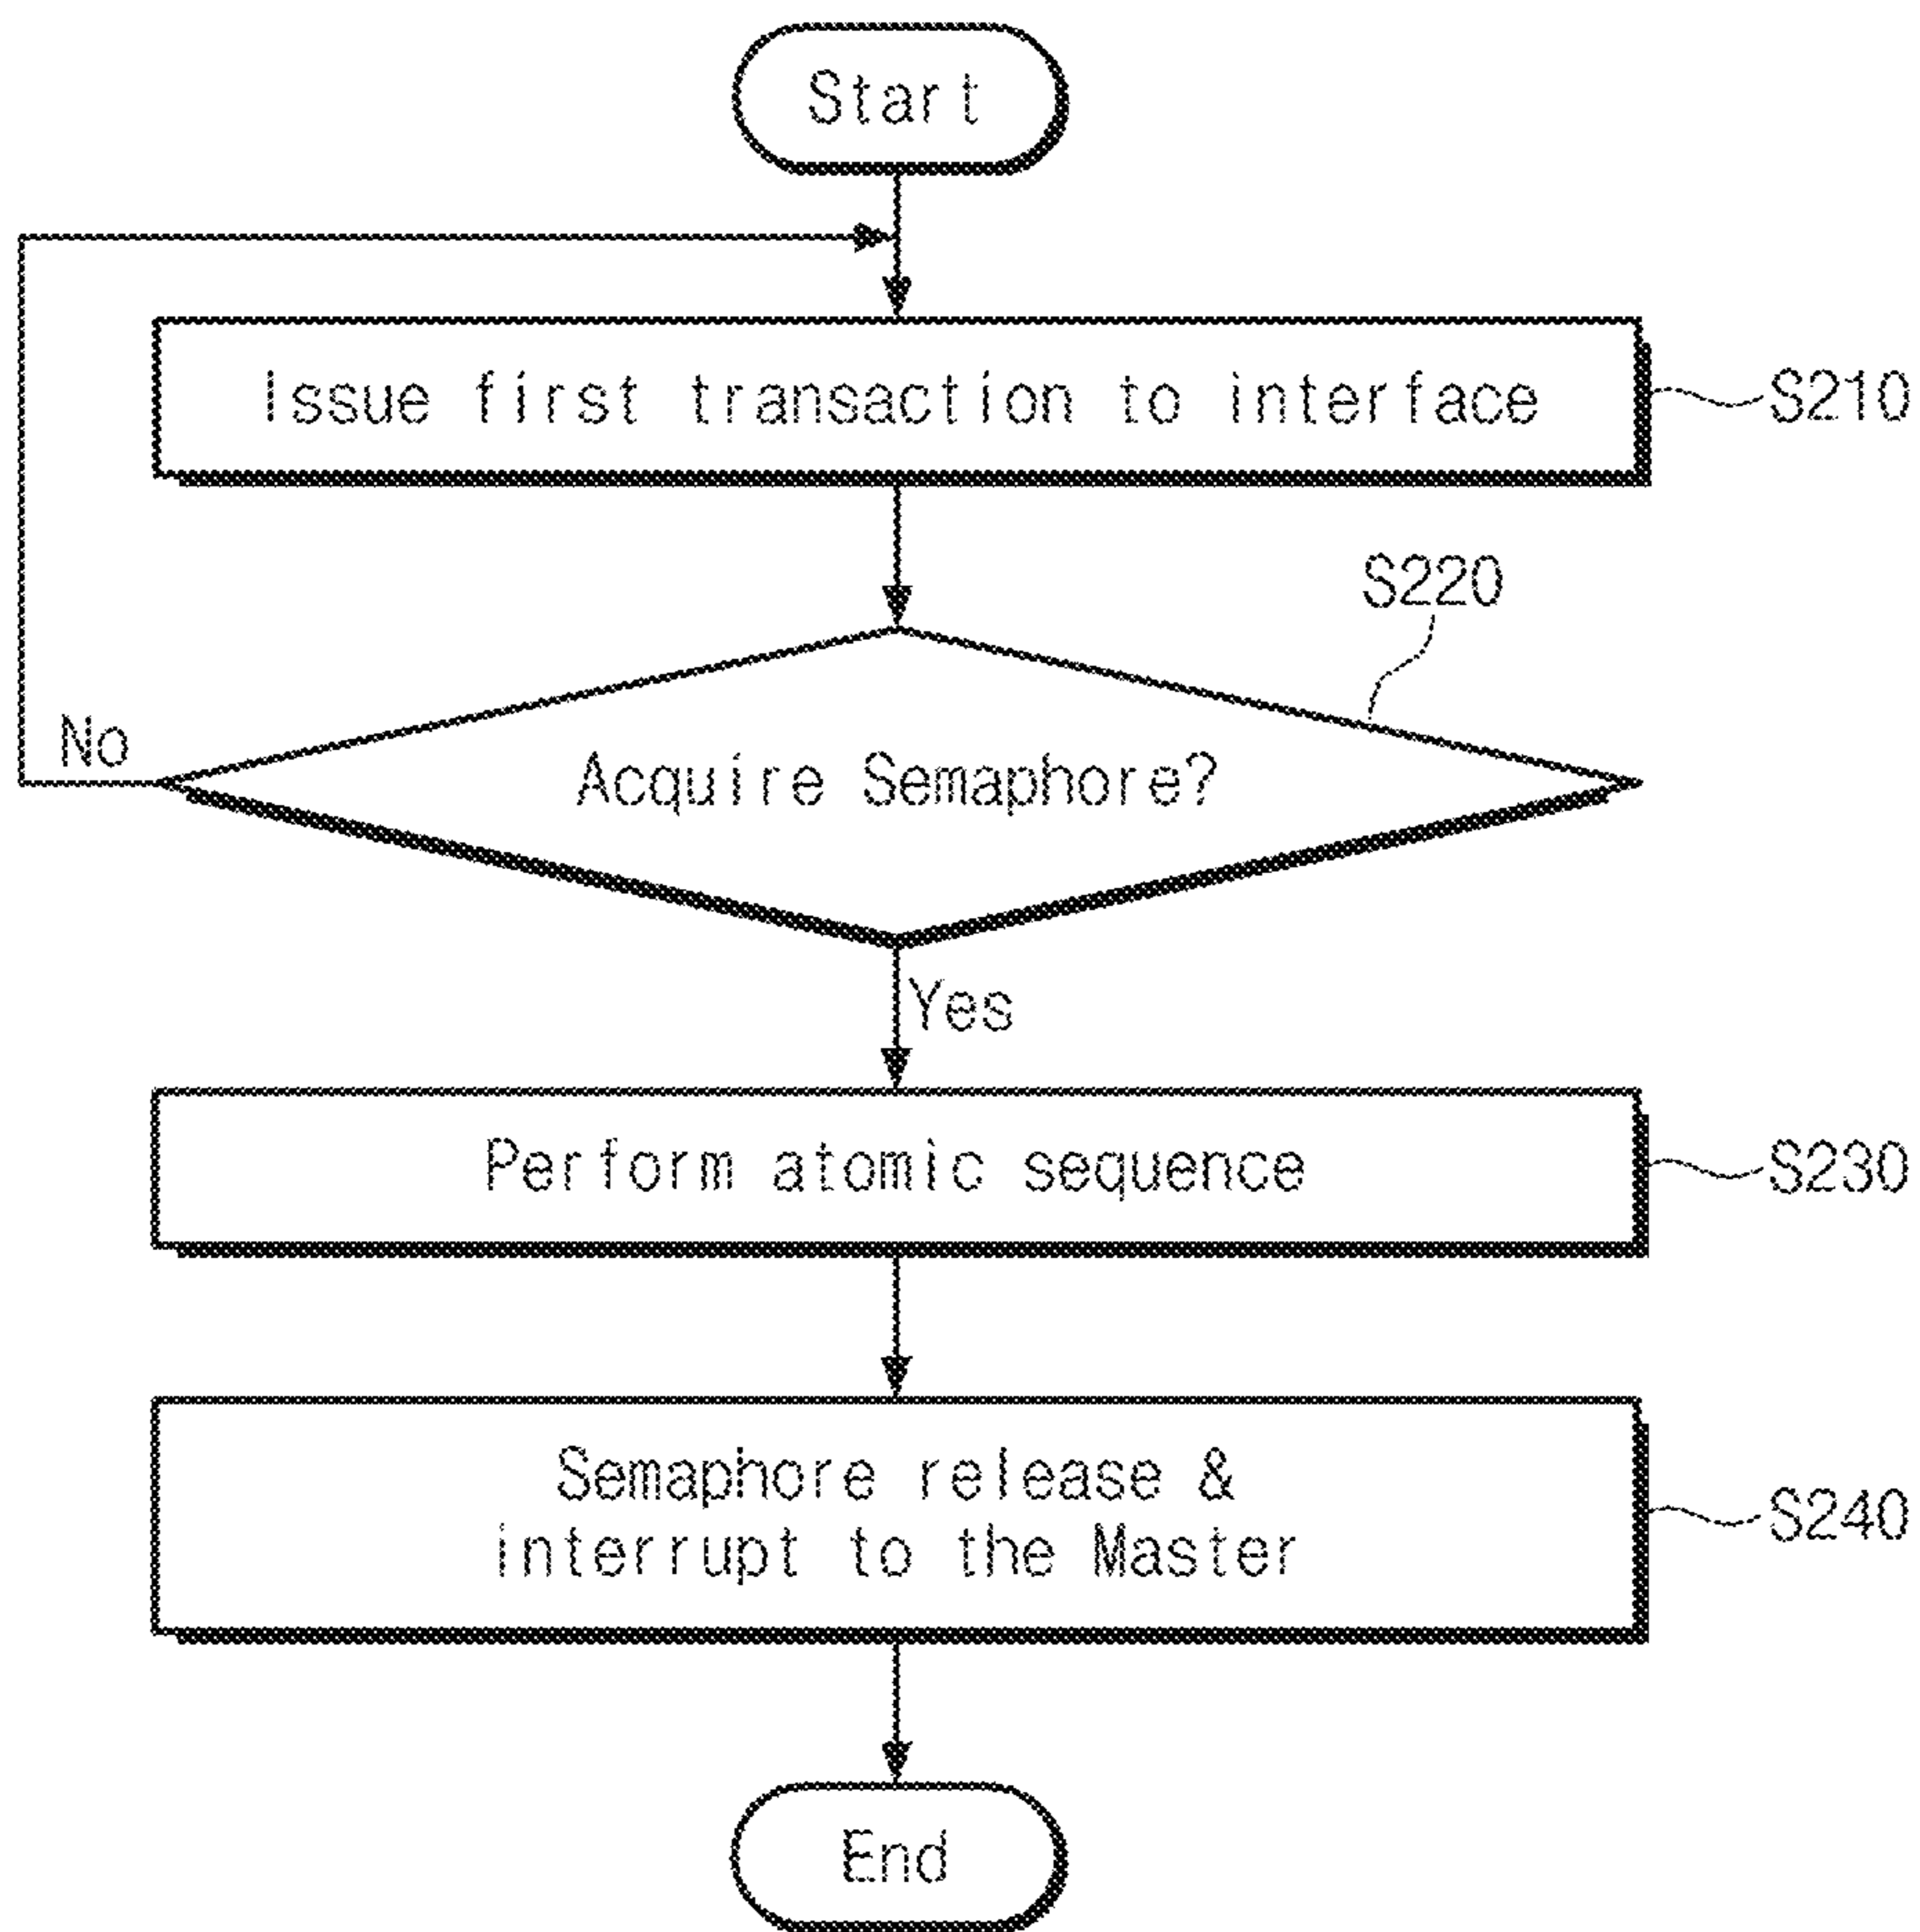 Start
Issue first transaction to interface
S210
S220
Acquire Semaphore?
No
Yes
Perform atomic sequence
S230
Semaphore release &
interrupt to the Master
S240
End